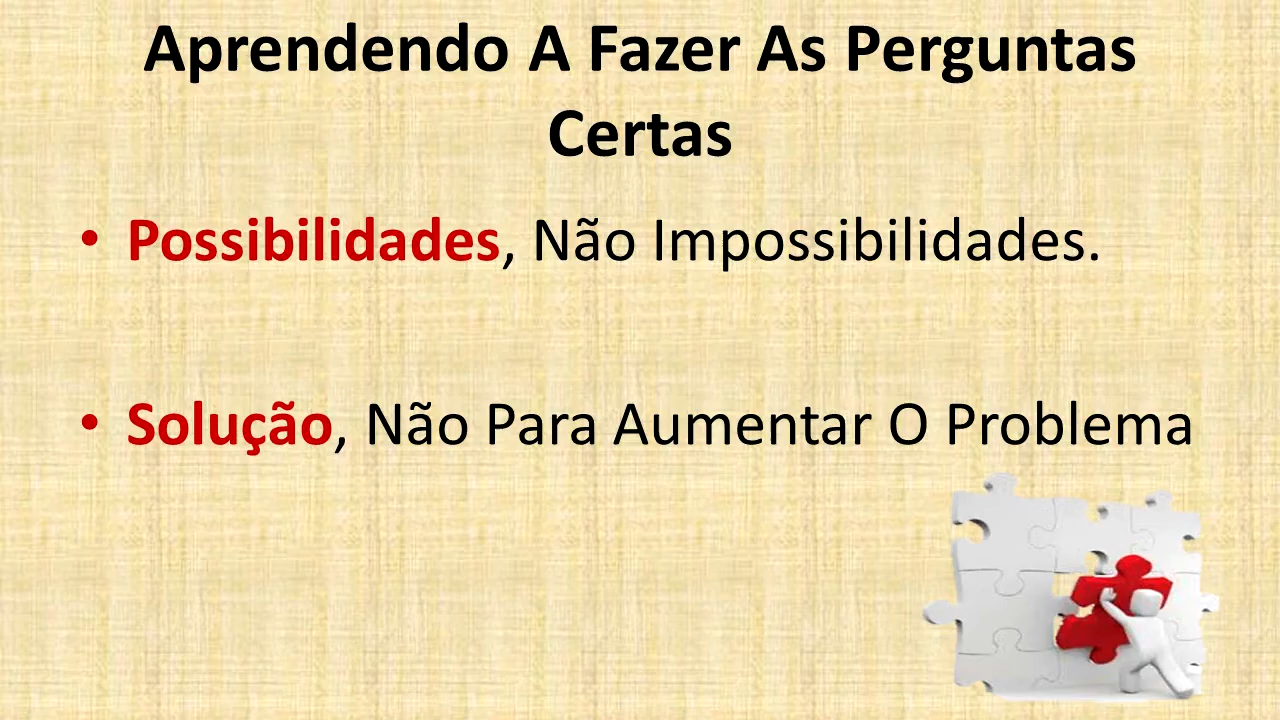 Aprendendo A Fazer As Perguntas
Certas
• Possibilidades, Não Impossibilidades.
• Solução, Não Para Aumentar O Problema